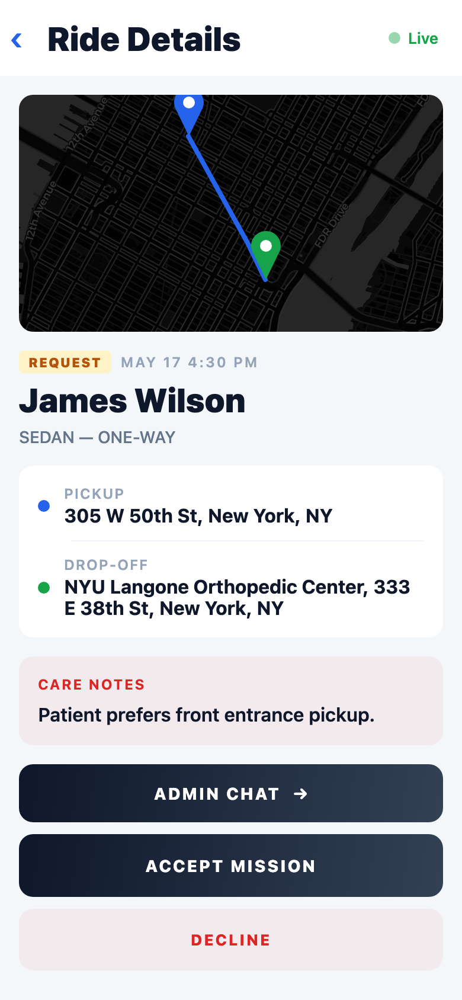 Ride Details
Live
12th Avenue
FD
12th Avenue
FDR Drive
REQUEST MAY 17 4:30 PM
James Wilson
SEDAN — ONE-WAY
PICKUP
305 W 50th St, New York, NY
DROP-OFF
NYU Langone Orthopedic Center, 333
E 38th St, New York, NY
CARE NOTES
Patient prefers front entrance pickup.
ADMIN CHAT →
ACCEPT MISSION
DECLINE